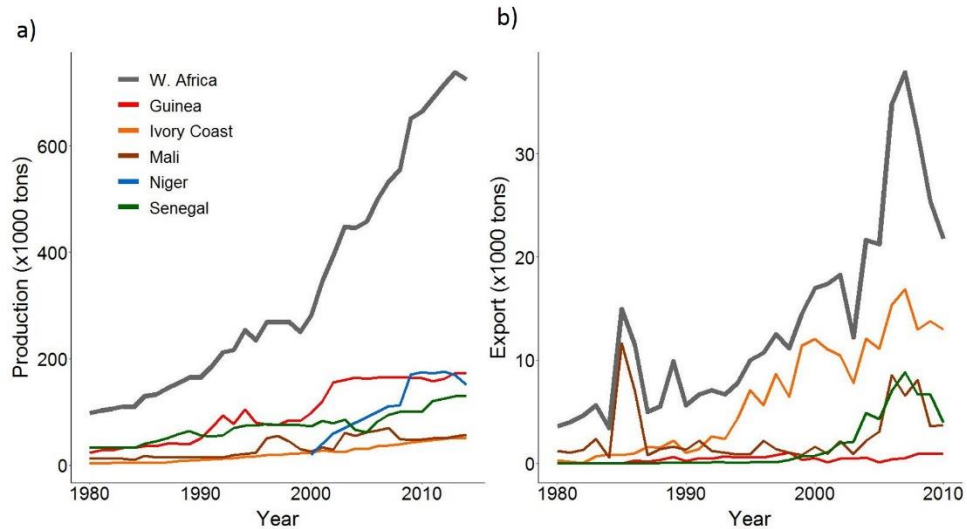 a)
Production (x1000 tons)
600
400
200
0
W. Africa
Guinea
Ivory Coast
Mali
Niger
Senegal
1980 1990 2000 2010
Year
b)
Export (x1000 tons)
30
20
10
0
1980 1990 2000 2010
Year